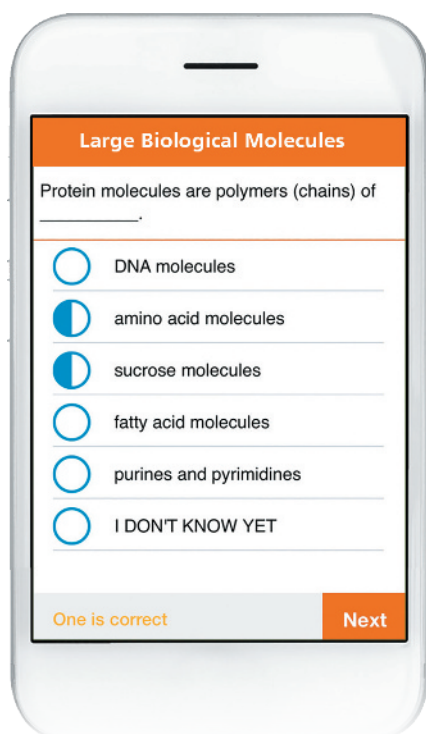 Large Biological Molecules
Protein molecules are polymers (chains) of
__________.
DNA molecules
amino acid molecules
sucrose molecules
fatty acid molecules
purines and pyrimidines
I DON'T KNOW YET
One is correct
Next